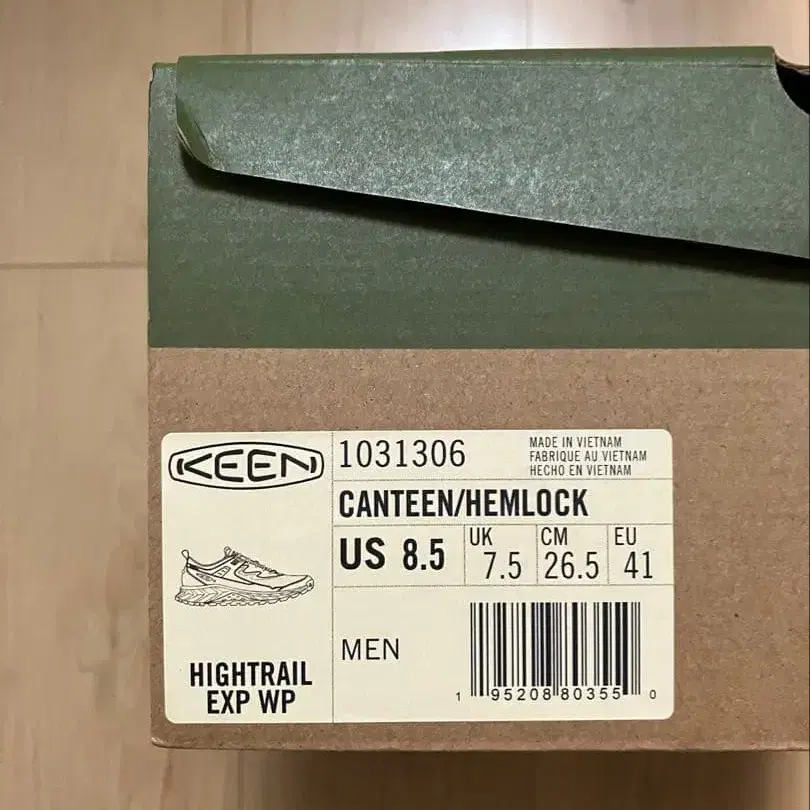 KEEN
1031306
MADE IN VIETNAM
FABRIQUE AU VIETNAM
HECHO EN VIETNAM
CANTEEN/HEMLOCK
US 8.5
UK 7.5
CM 26.5
EU 41
KEEN
MEN
HIGHTRAIL
EXP WP
1 95208 80355 0